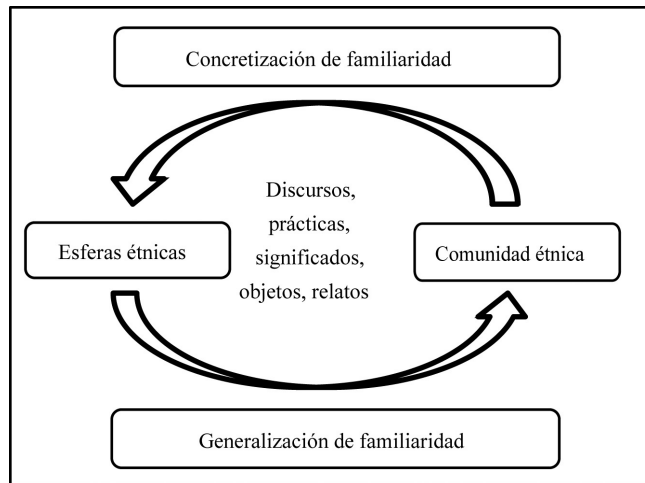 Concretización de familiaridad
Discursos,
prácticas,
significados,
objetos, relatos
Esferas étnicas
Comunidad étnica
Generalización de familiaridad